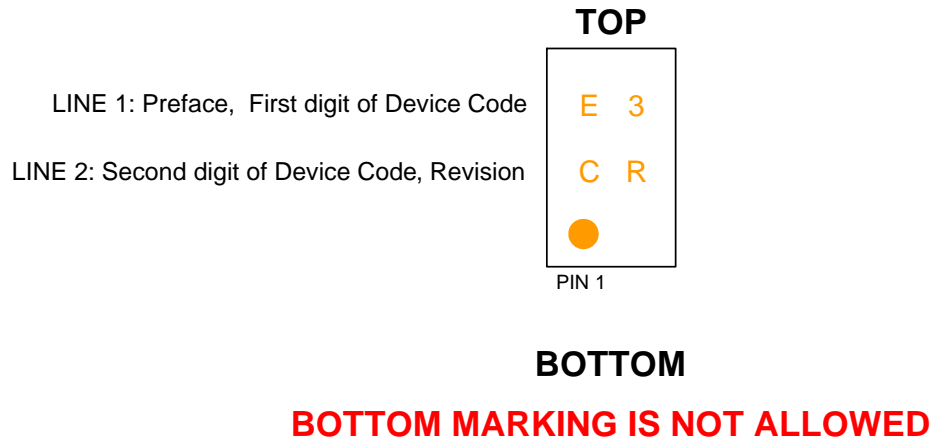 TOP
LINE 1: Preface, First digit of Device Code E 3
LINE 2: Second digit of Device Code, Revision C R
PIN 1
BOTTOM
BOTTOM MARKING IS NOT ALLOWED